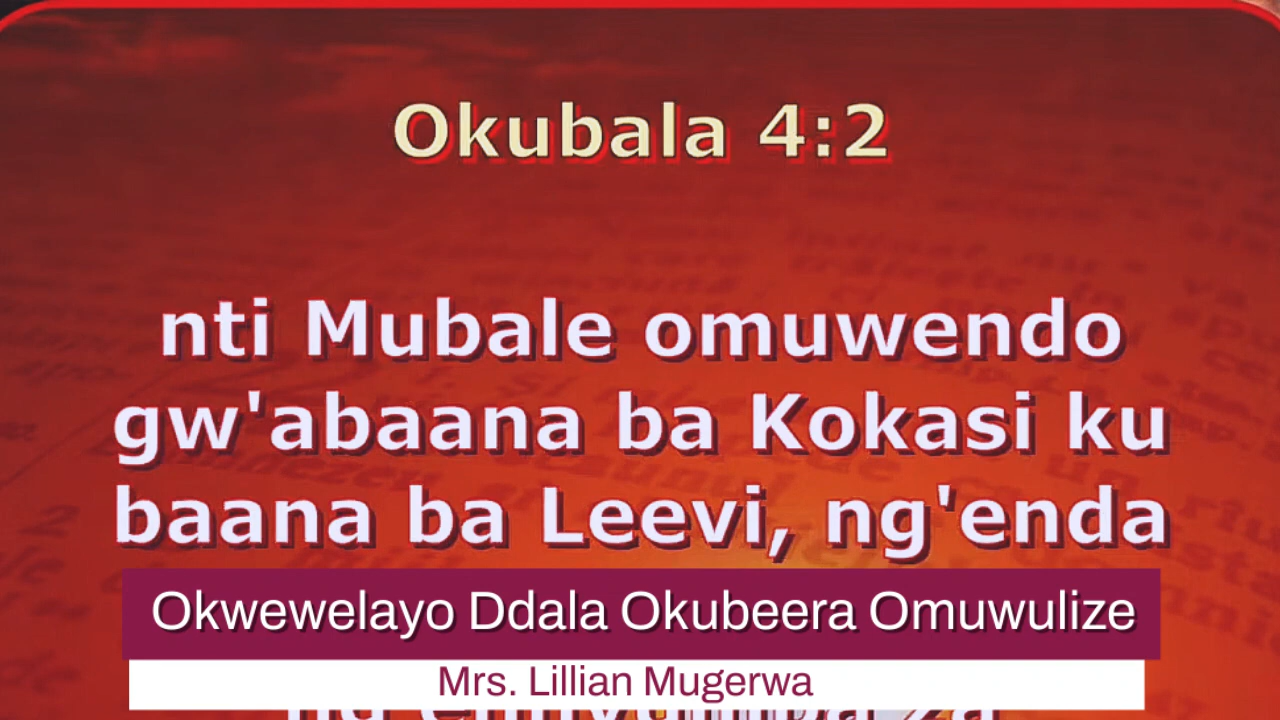 Okubala 4:2
nti Mubale omuwendo
gw'abaana ba Kokasi ku
baana ba Leevi, ng'enda
Okwewelayo Ddala Okubeera Omuwulize
Mrs. Lillian Mugerwa